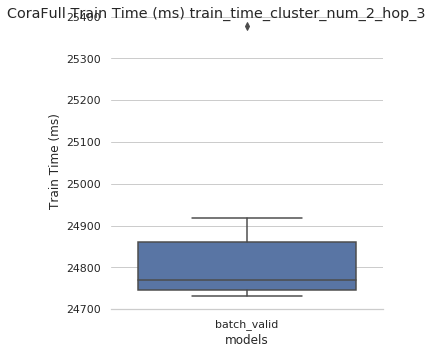 CoraFull Train Time (ms) train_time_cluster_num_2_hop_3
25400
25300
25200
25100
25000
24900
24800
24700
Train Time (ms)
batch_valid
models